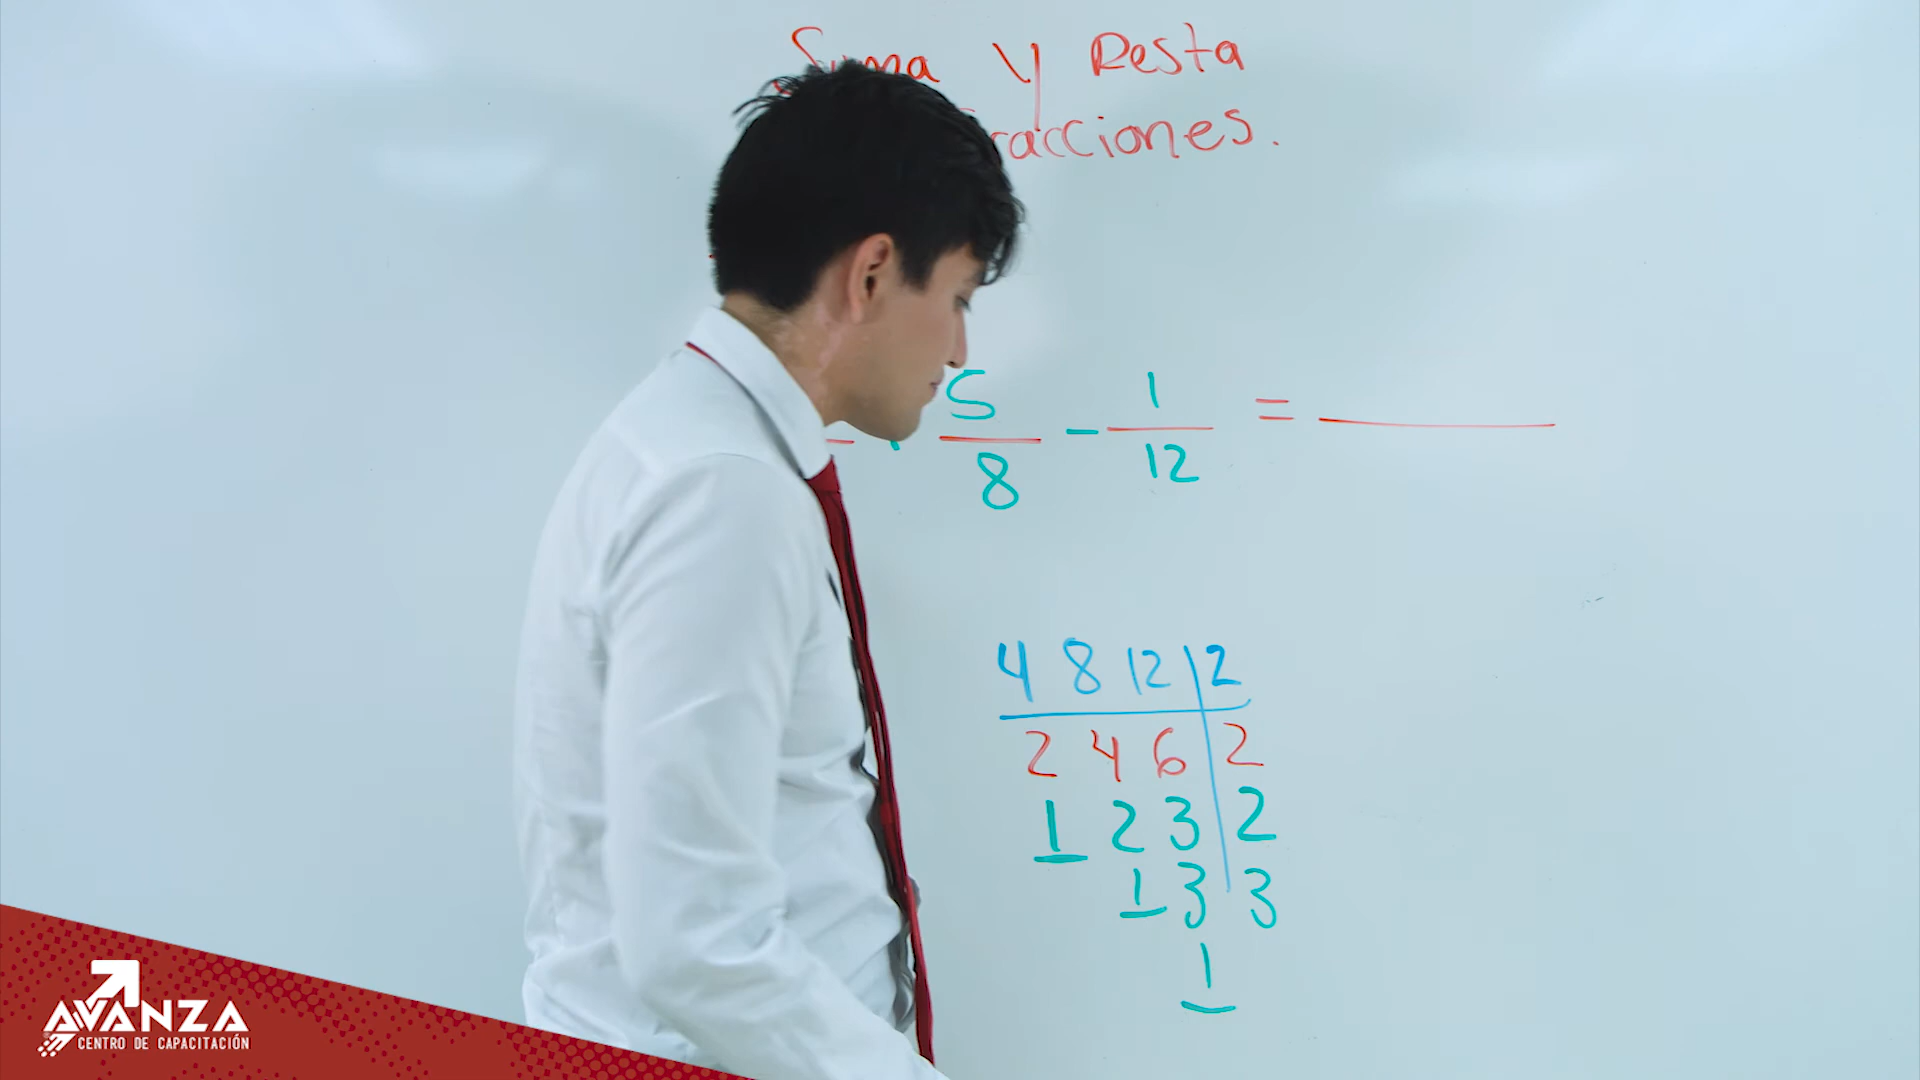 Suma y Resta
racciones.
5/8 - 1/12 =
4 8 12 | 2
2 4 6 | 2
1 2 3 | 2
1 3 3
1
AVANZA
CENTRO DE CAPACITACIÓN